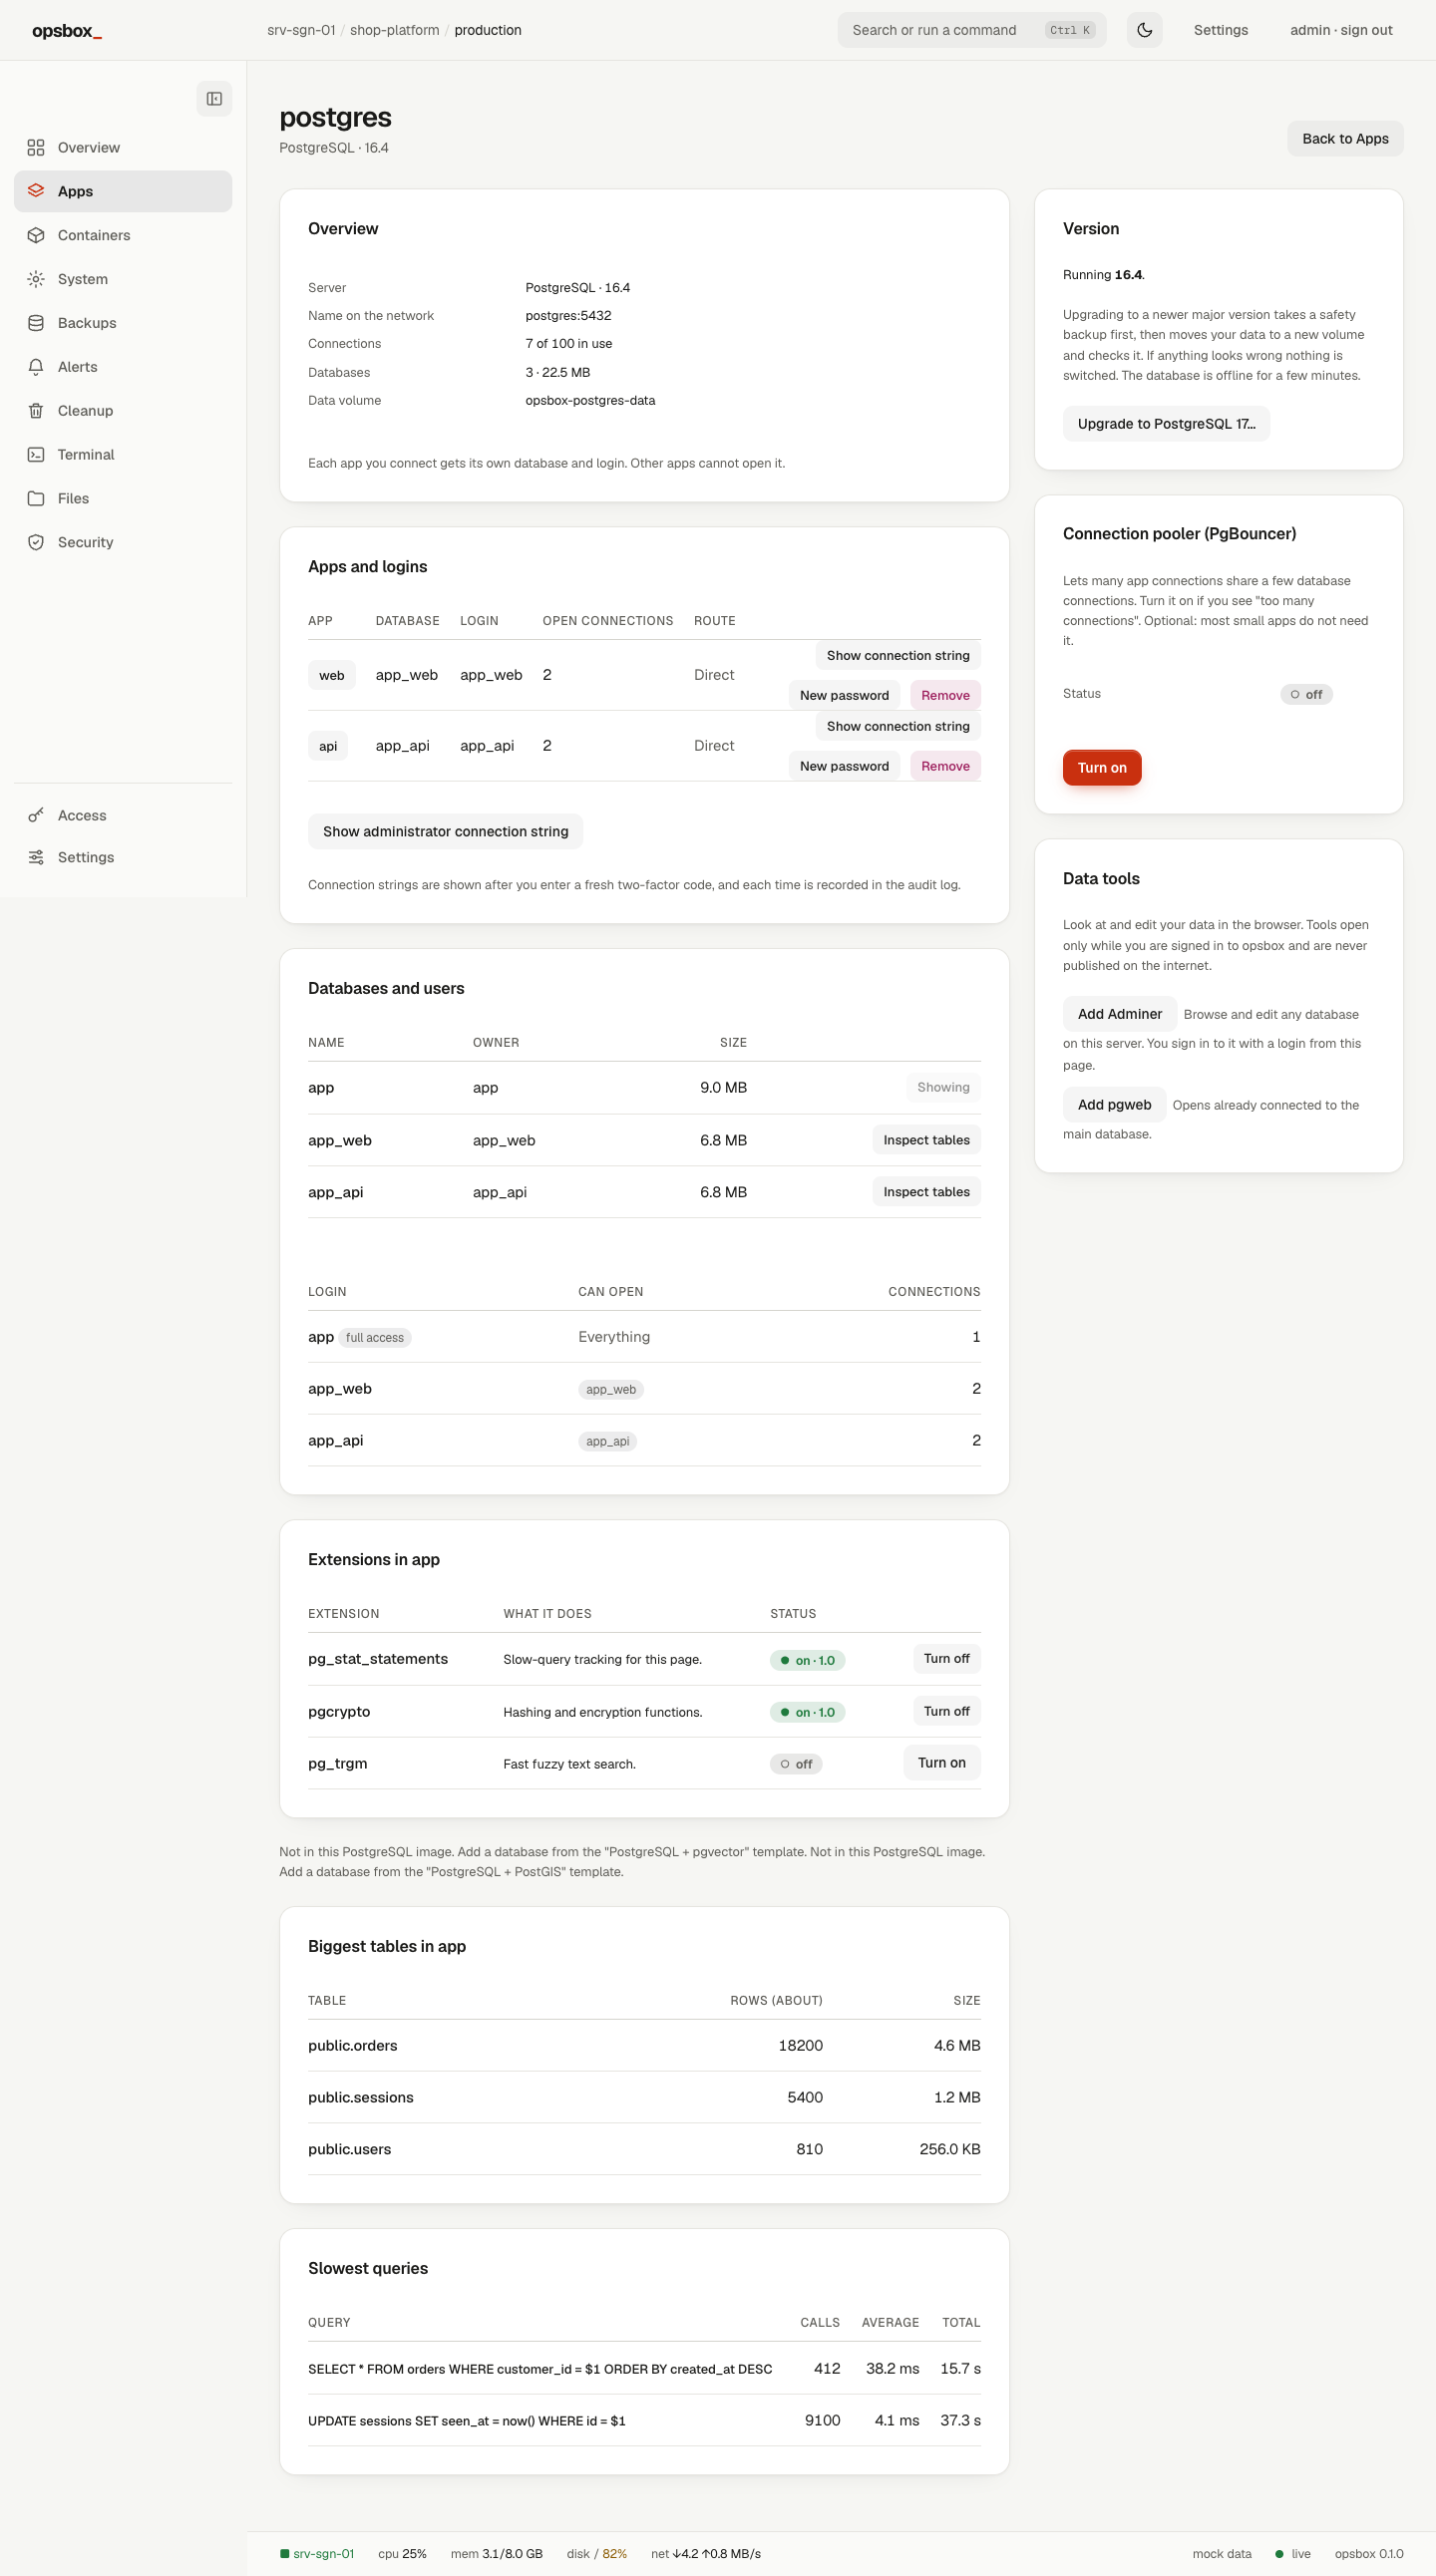 opsbox_
srv-sgn-01 / shop-platform / production
Search or run a command Ctrl K
Settings
admin · sign out
Overview
Apps
Containers
System
Backups
Alerts
Cleanup
Terminal
Files
Security
Access
Settings
postgres
PostgreSQL · 16.4
Back to Apps
Overview
Server PostgreSQL · 16.4
Name on the network postgres:5432
Connections 7 of 100 in use
Databases 3 · 22.5 MB
Data volume opsbox-postgres-data
Each app you connect gets its own database and login. Other apps cannot open it.
Apps and logins
APP DATABASE LOGIN OPEN CONNECTIONS ROUTE
web app_web app_web 2 Direct
Show connection string
New password Remove
api app_api app_api 2 Direct
Show connection string
New password Remove
Show administrator connection string
Connection strings are shown after you enter a fresh two-factor code, and each time is recorded in the audit log.
Databases and users
NAME OWNER SIZE
app app 9.0 MB Showing
app_web app_web 6.8 MB Inspect tables
app_api app_api 6.8 MB Inspect tables
LOGIN CAN OPEN CONNECTIONS
app full access Everything 1
app_web app_web 2
app_api app_api 2
Extensions in app
EXTENSION WHAT IT DOES STATUS
pg_stat_statements Slow-query tracking for this page. on · 1.0 Turn off
pgcrypto Hashing and encryption functions. on · 1.0 Turn off
pg_trgm Fast fuzzy text search. off Turn on
Not in this PostgreSQL image. Add a database from the "PostgreSQL + pgvector" template. Not in this PostgreSQL image.
Add a database from the "PostgreSQL + PostGIS" template.
Biggest tables in app
TABLE ROWS (ABOUT) SIZE
public.orders 18200 4.6 MB
public.sessions 5400 1.2 MB
public.users 810 256.0 KB
Slowest queries
QUERY CALLS AVERAGE TOTAL
SELECT * FROM orders WHERE customer_id = $1 ORDER BY created_at DESC 412 38.2 ms 15.7 s
UPDATE sessions SET seen_at = now() WHERE id = $1 9100 4.1 ms 37.3 s
Version
Running 16.4.
Upgrading to a newer major version takes a safety
backup first, then moves your data to a new volume
and checks it. If anything looks wrong nothing is
switched. The database is offline for a few minutes.
Upgrade to PostgreSQL 17…
Connection pooler (PgBouncer)
Lets many app connections share a few database
connections. Turn it on if you see "too many
connections". Optional: most small apps do not need
it.
Status off
Turn on
Data tools
Look at and edit your data in the browser. Tools open
only while you are signed in to opsbox and are never
published on the internet.
Add Adminer Browse and edit any database
on this server. You sign in to it with a login from this
page.
Add pgweb Opens already connected to the
main database.
srv-sgn-01 cpu 25% mem 3.1/8.0 GB disk / 82% net ↓4.2 ↑0.8 MB/s
mock data live opsbox 0.1.0